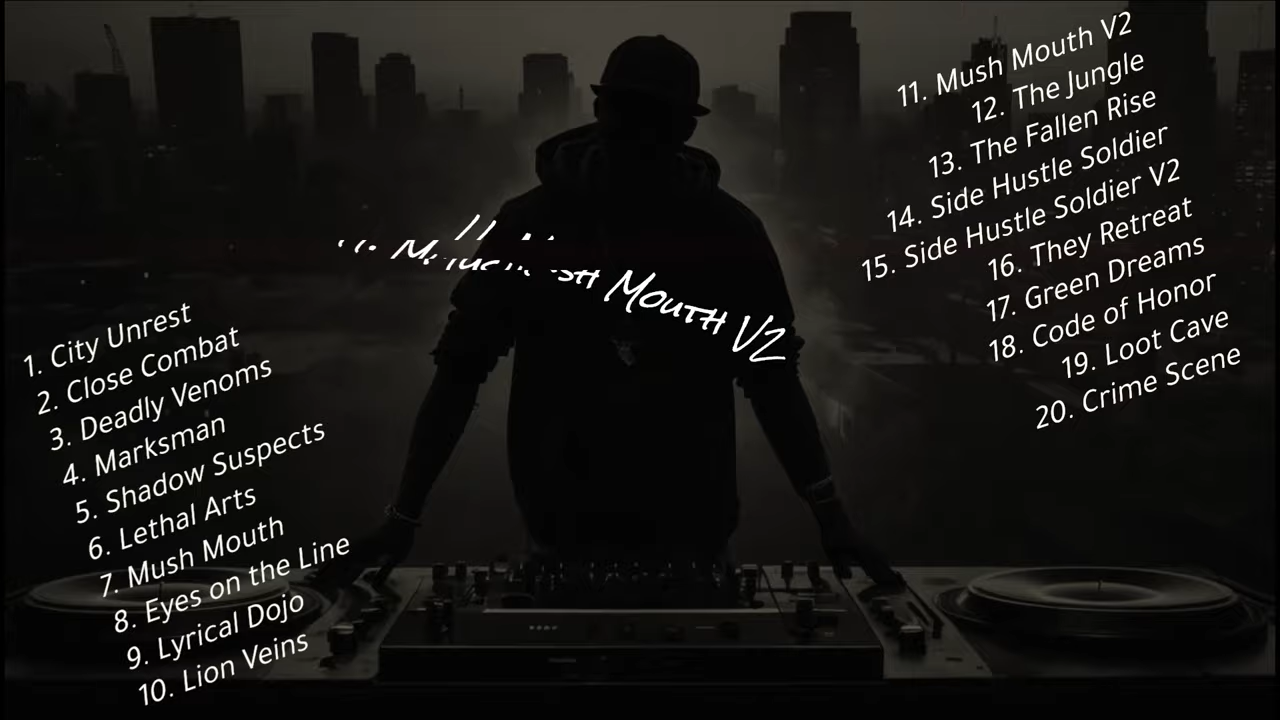 1. City Unrest
2. Close Combat
3. Deadly Venoms
4. Marksman
5. Shadow Suspects
6. Lethal Arts
7. Mush Mouth
8. Eyes on the Line
9. Lyrical Dojo
10. Lion Veins
Mouth V2
11. Mush Mouth V2
12. The Jungle
13. The Fallen Rise
14. Side Hustle Soldier
15. Side Hustle Soldier V2
16. They Retreat
17. Green Dreams
18. Code of Honor
19. Loot Cave
20. Crime Scene